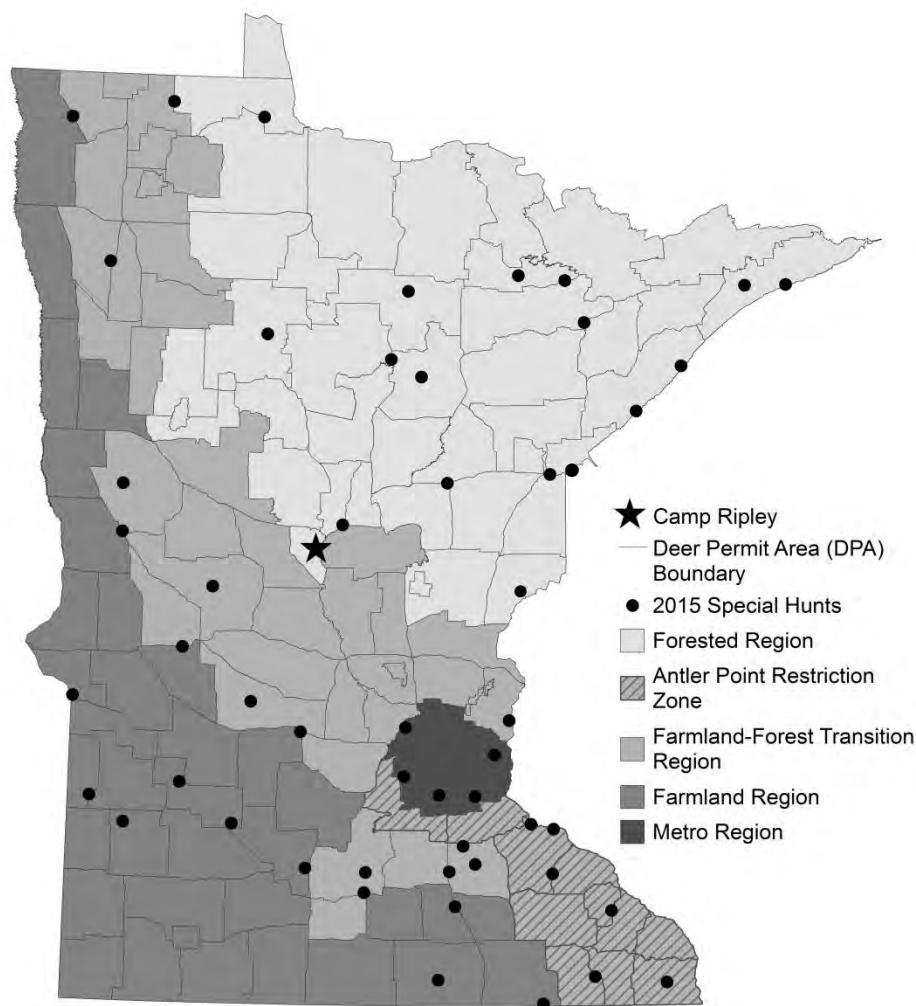 Camp Ripley
Deer Permit Area (DPA)
Boundary
2015 Special Hunts
Forested Region
Antler Point Restriction
Zone
Farmland-Forest Transition
Region
Farmland Region
Metro Region